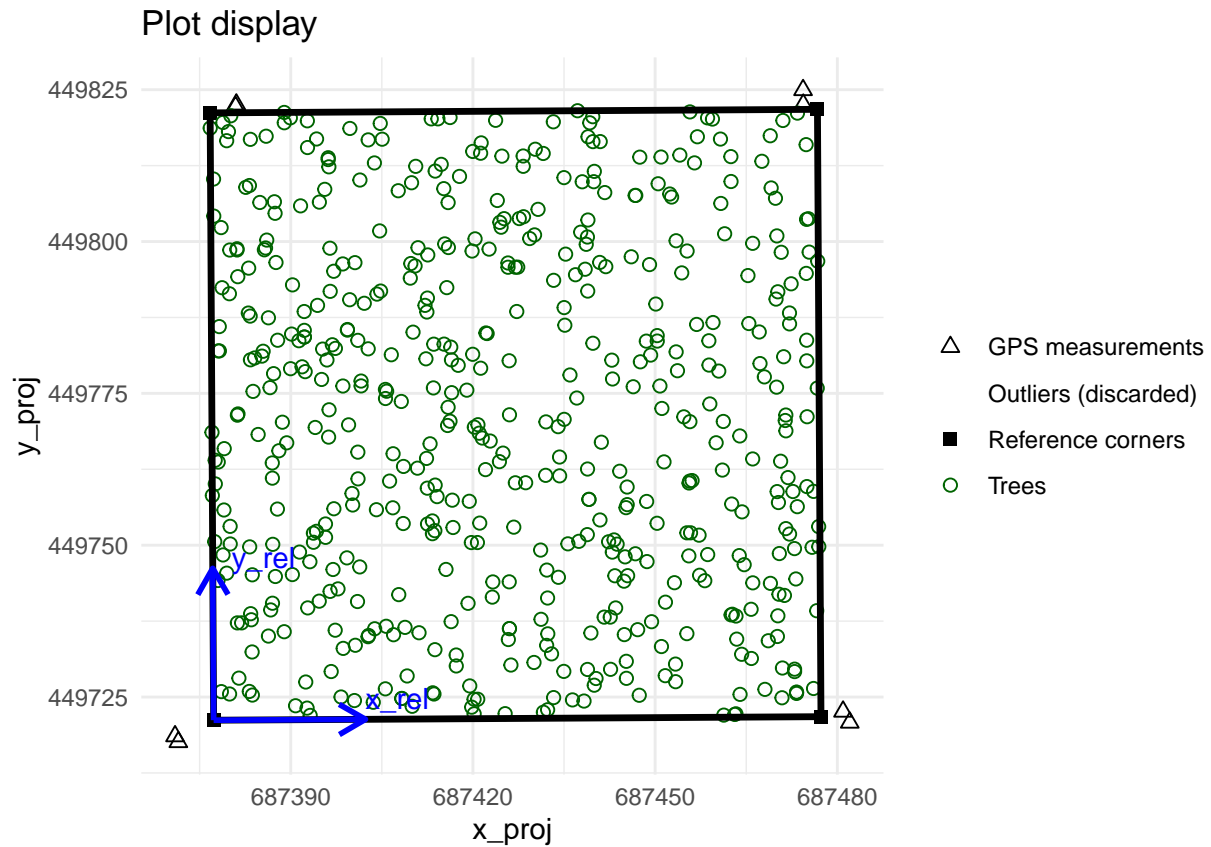 Plot display
449825
449800
449775
449750
449725
y_proj
y_rel
x_rel
687390
687420
687450
687480
x_proj
GPS measurements
Outliers (discarded)
Reference corners
Trees